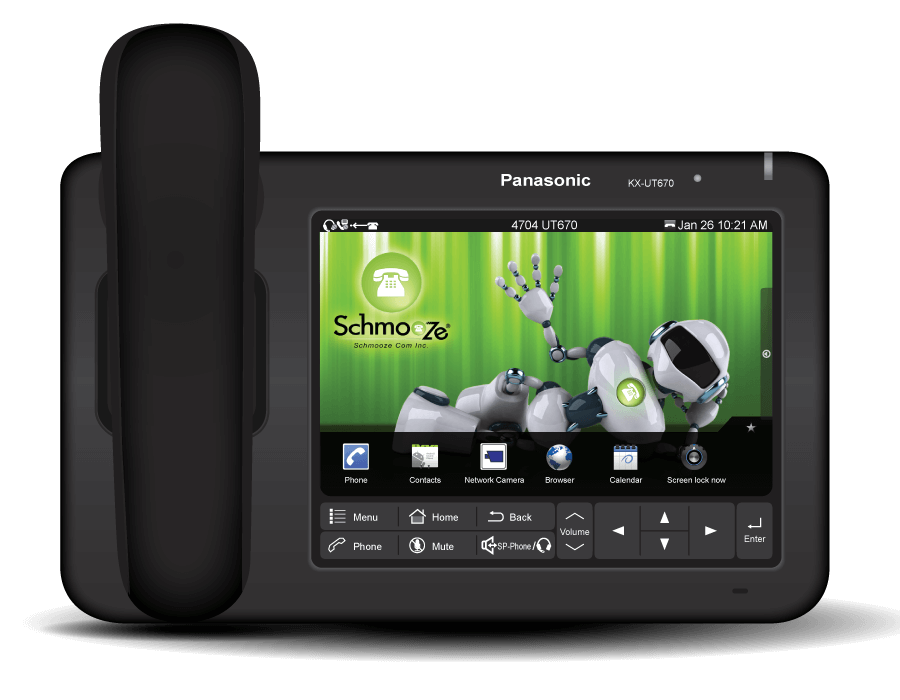 Panasonic KX-UT670
4704 UT670 Jan 26 10:21 AM
Schmooze®
Schmooze Com Inc.
Phone Contacts Network Camera Browser Calendar Screen lock now
Menu Home Back
Volume
Enter
Phone Mute SP-Phone/